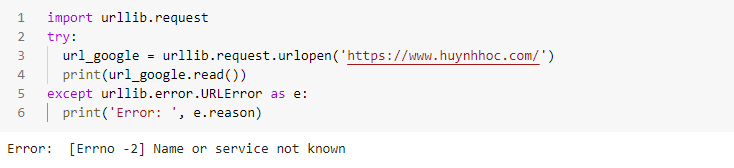 1 import urllib.request
2 try:
3   url_google = urllib.request.urlopen('https://www.huynhhoc.com/')
4   print(url_google.read())
5 except urllib.error.URLError as e:
6   print('Error: ', e.reason)
Error:  [Errno -2] Name or service not known